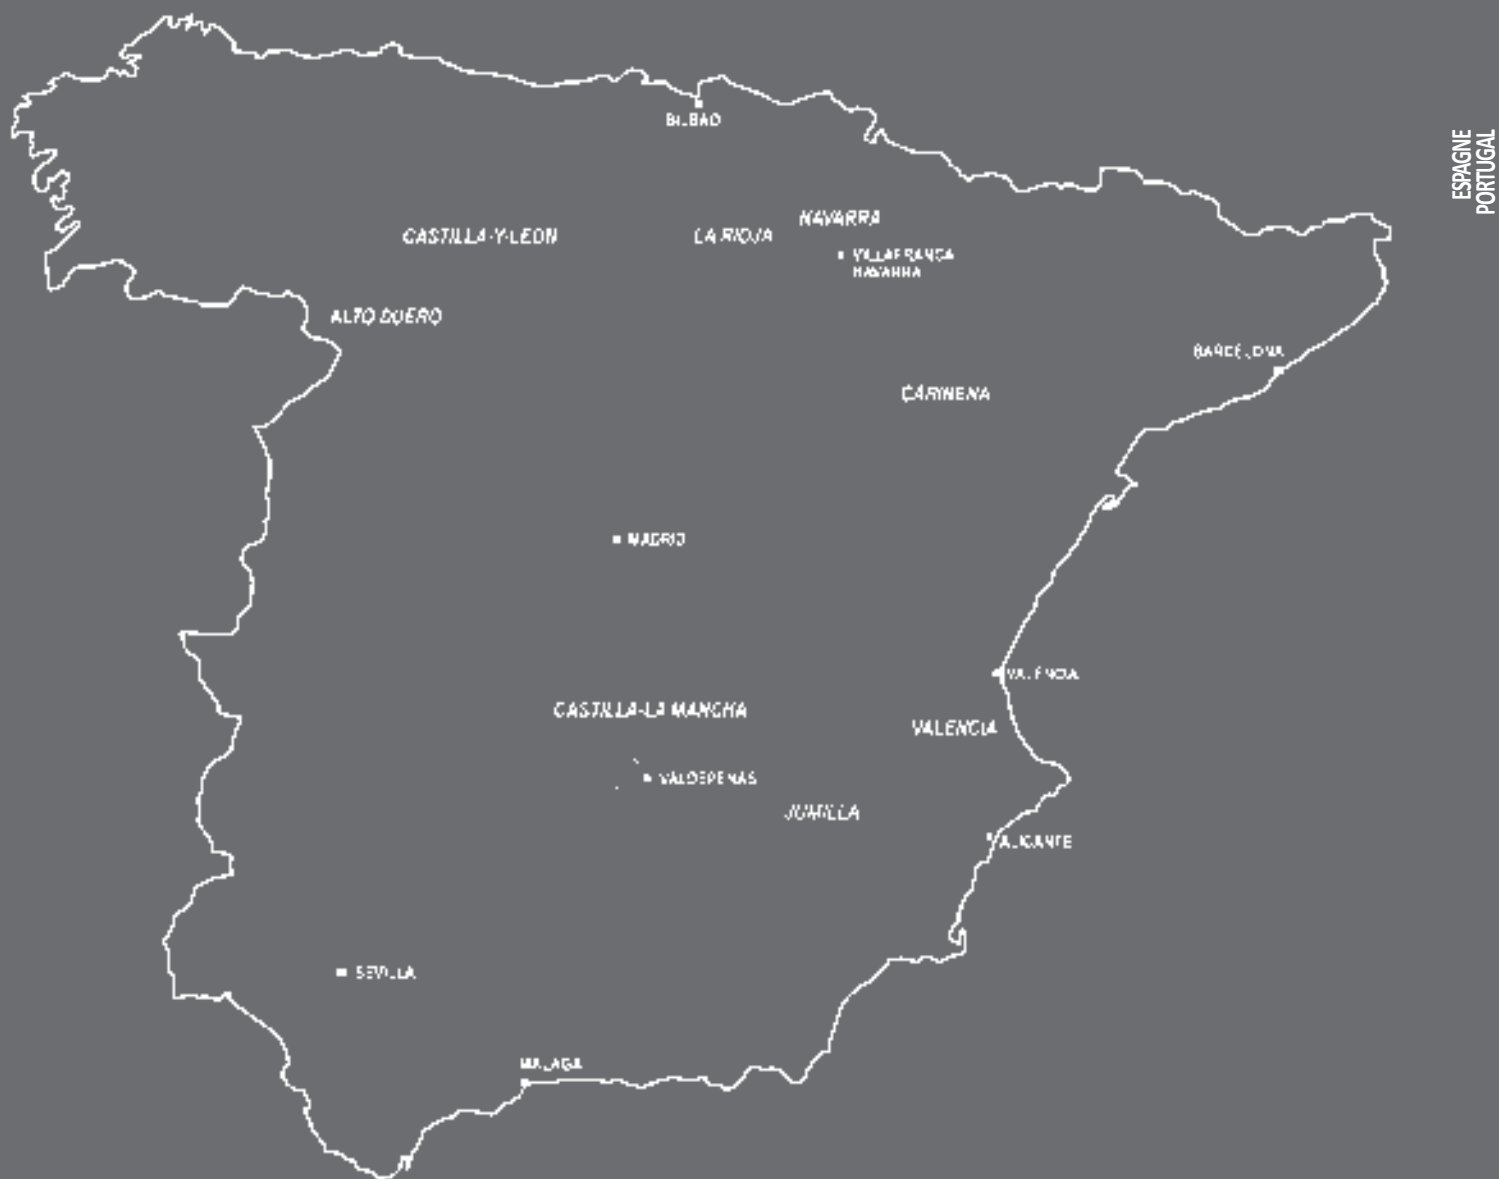 BILBAO
ESPAGNE
PORTUGAL
NAVARRA
CASTILLA-Y-LEON
LA RIOJA
VILLAFRANCA
NAVARRA
ALTO DUERO
BARCELONA
CARINENA
MADRID
VALENCIA
CASTILLA-LA MANCHA
VALENCIA
VALDEPENAS
JUMILLA
ALICANTE
SEVILLA
MALAGA